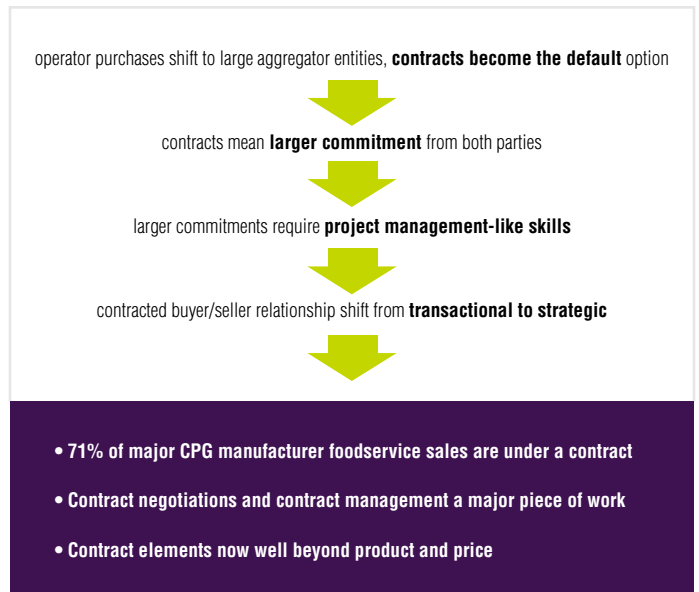 operator purchases shift to large aggregator entities, contracts become the default option
contracts mean larger commitment from both parties
larger commitments require project management-like skills
contracted buyer/seller relationship shift from transactional to strategic
• 71% of major CPG manufacturer foodservice sales are under a contract
• Contract negotiations and contract management a major piece of work
• Contract elements now well beyond product and price